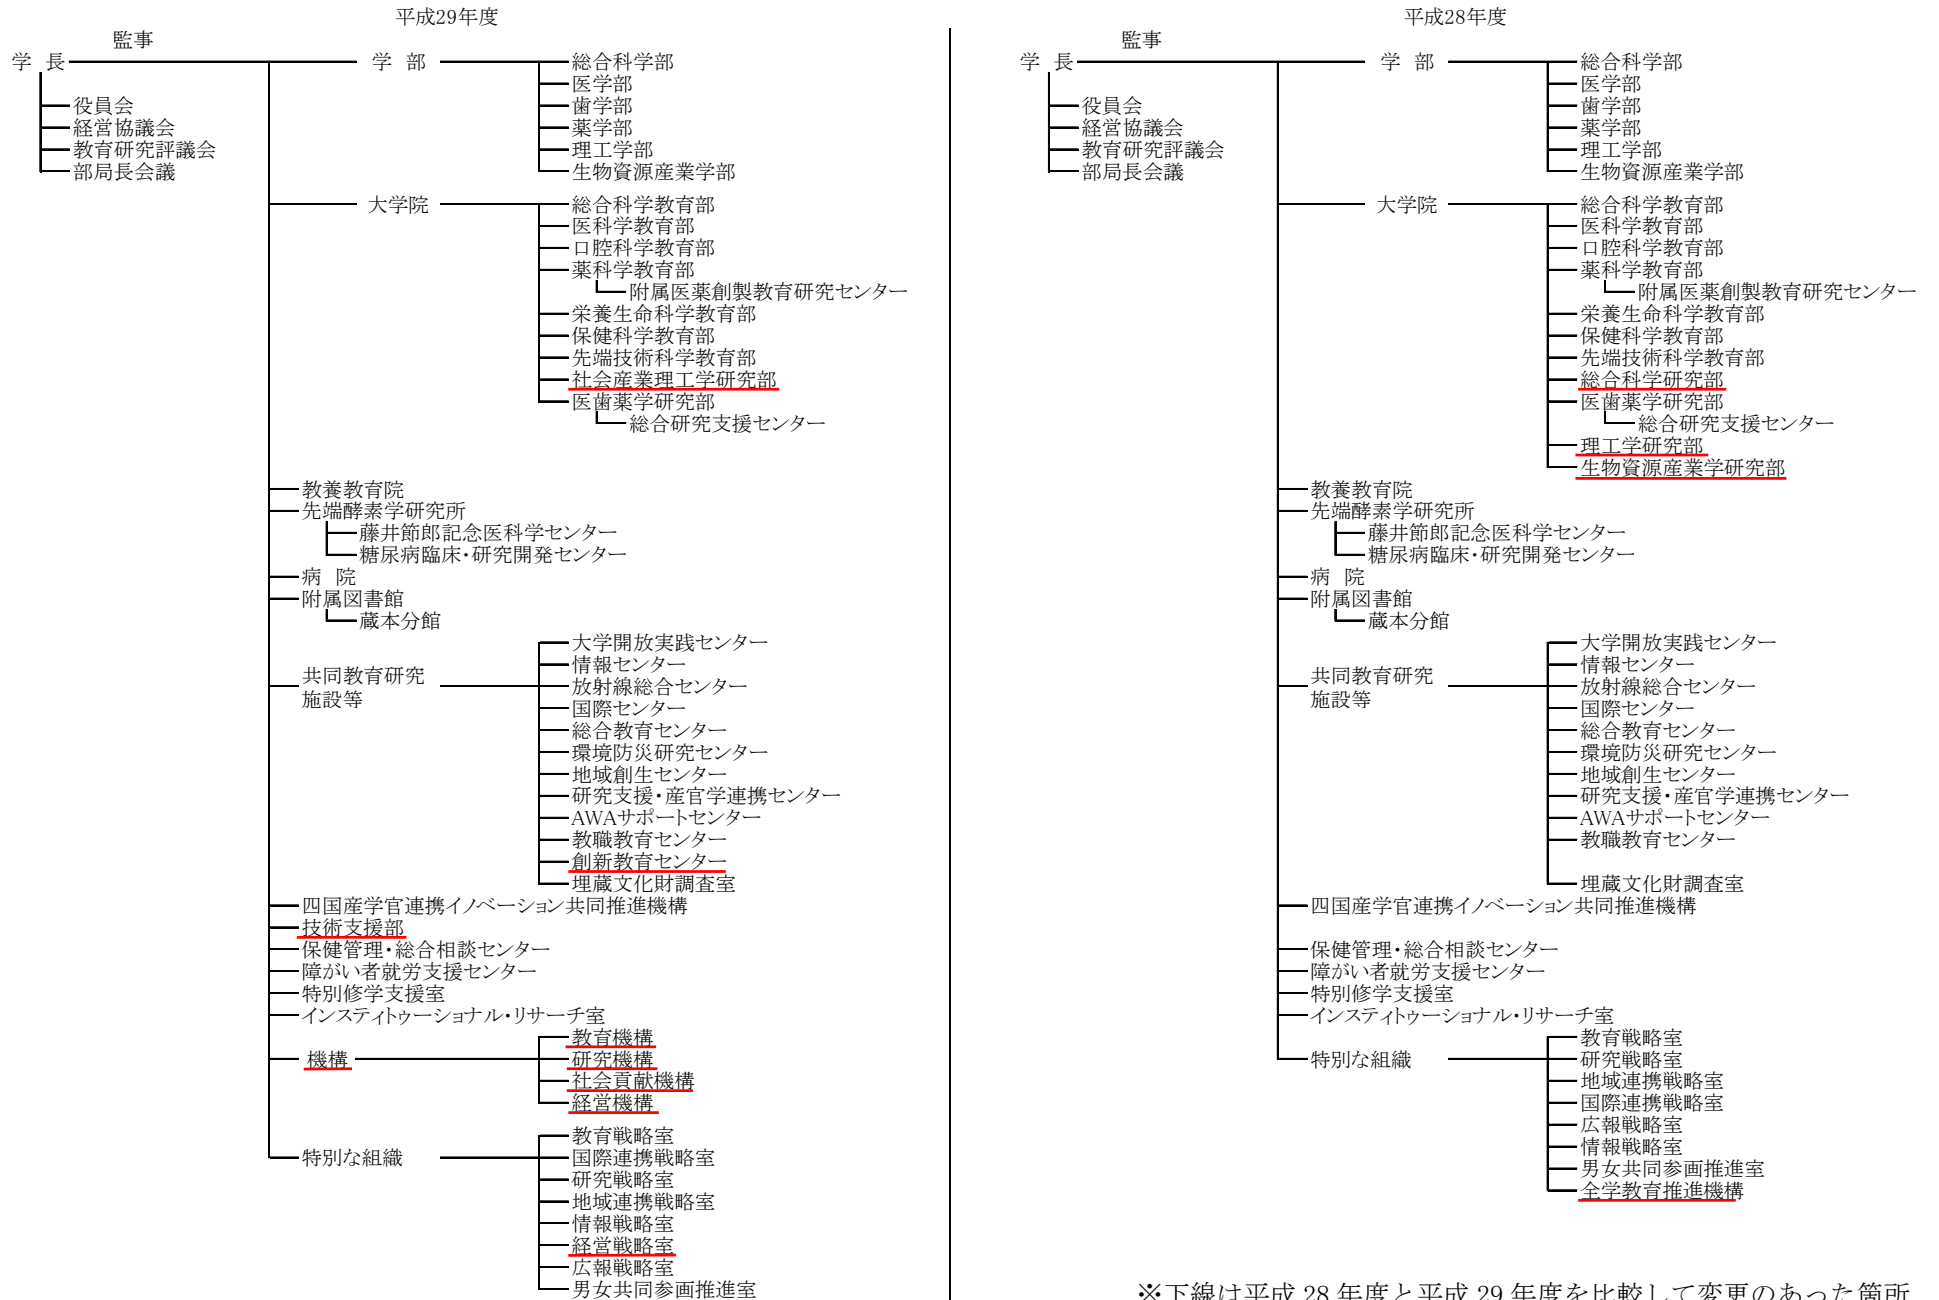 平成29年度
監事
学 長
学 部
総合科学部
医学部
歯学部
薬学部
理工学部
生物資源産業学部
役員会
経営協議会
教育研究評議会
部局長会議
大学院
総合科学教育部
医科学教育部
口腔科学教育部
薬科学教育部
附属医薬創製教育研究センター
栄養生命科学教育部
保健科学教育部
先端技術科学教育部
社会産業理工学研究部
医歯薬学研究部
総合研究支援センター
教養教育院
先端酵素学研究所
藤井節郎記念医科学センター
糖尿病臨床・研究開発センター
病 院
附属図書館
蔵本分館
共同教育研究
施設等
大学開放実践センター
情報センター
放射線総合センター
国際センター
総合教育センター
環境防災研究センター
地域創生センター
研究支援・産官学連携センター
AWAサポートセンター
教職教育センター
創新教育センター
埋蔵文化財調査室
四国産学官連携イノベーション共同推進機構
技術支援部
保健管理・総合相談センター
障がい者就労支援センター
特別修学支援室
インスティトゥーショナル・リサーチ室
機構
教育機構
研究機構
社会貢献機構
経営機構
特別な組織
教育戦略室
国際連携戦略室
研究戦略室
地域連携戦略室
情報戦略室
経営戦略室
広報戦略室
男女共同参画推進室
平成28年度
監事
学 長
学 部
総合科学部
医学部
歯学部
薬学部
理工学部
生物資源産業学部
役員会
経営協議会
教育研究評議会
部局長会議
大学院
総合科学教育部
医科学教育部
口腔科学教育部
薬科学教育部
附属医薬創製教育研究センター
栄養生命科学教育部
保健科学教育部
先端技術科学教育部
総合科学研究部
医歯薬学研究部
総合研究支援センター
理工学研究部
生物資源産業学研究部
教養教育院
先端酵素学研究所
藤井節郎記念医科学センター
糖尿病臨床・研究開発センター
病 院
附属図書館
蔵本分館
共同教育研究
施設等
大学開放実践センター
情報センター
放射線総合センター
国際センター
総合教育センター
環境防災研究センター
地域創生センター
研究支援・産官学連携センター
AWAサポートセンター
教職教育センター
埋蔵文化財調査室
四国産学官連携イノベーション共同推進機構
保健管理・総合相談センター
障がい者就労支援センター
特別修学支援室
インスティトゥーショナル・リサーチ室
特別な組織
教育戦略室
研究戦略室
地域連携戦略室
国際連携戦略室
広報戦略室
情報戦略室
男女共同参画推進室
全学教育推進機構
※下線は平成 28 年度と平成 29 年度を比較して変更のあった箇所